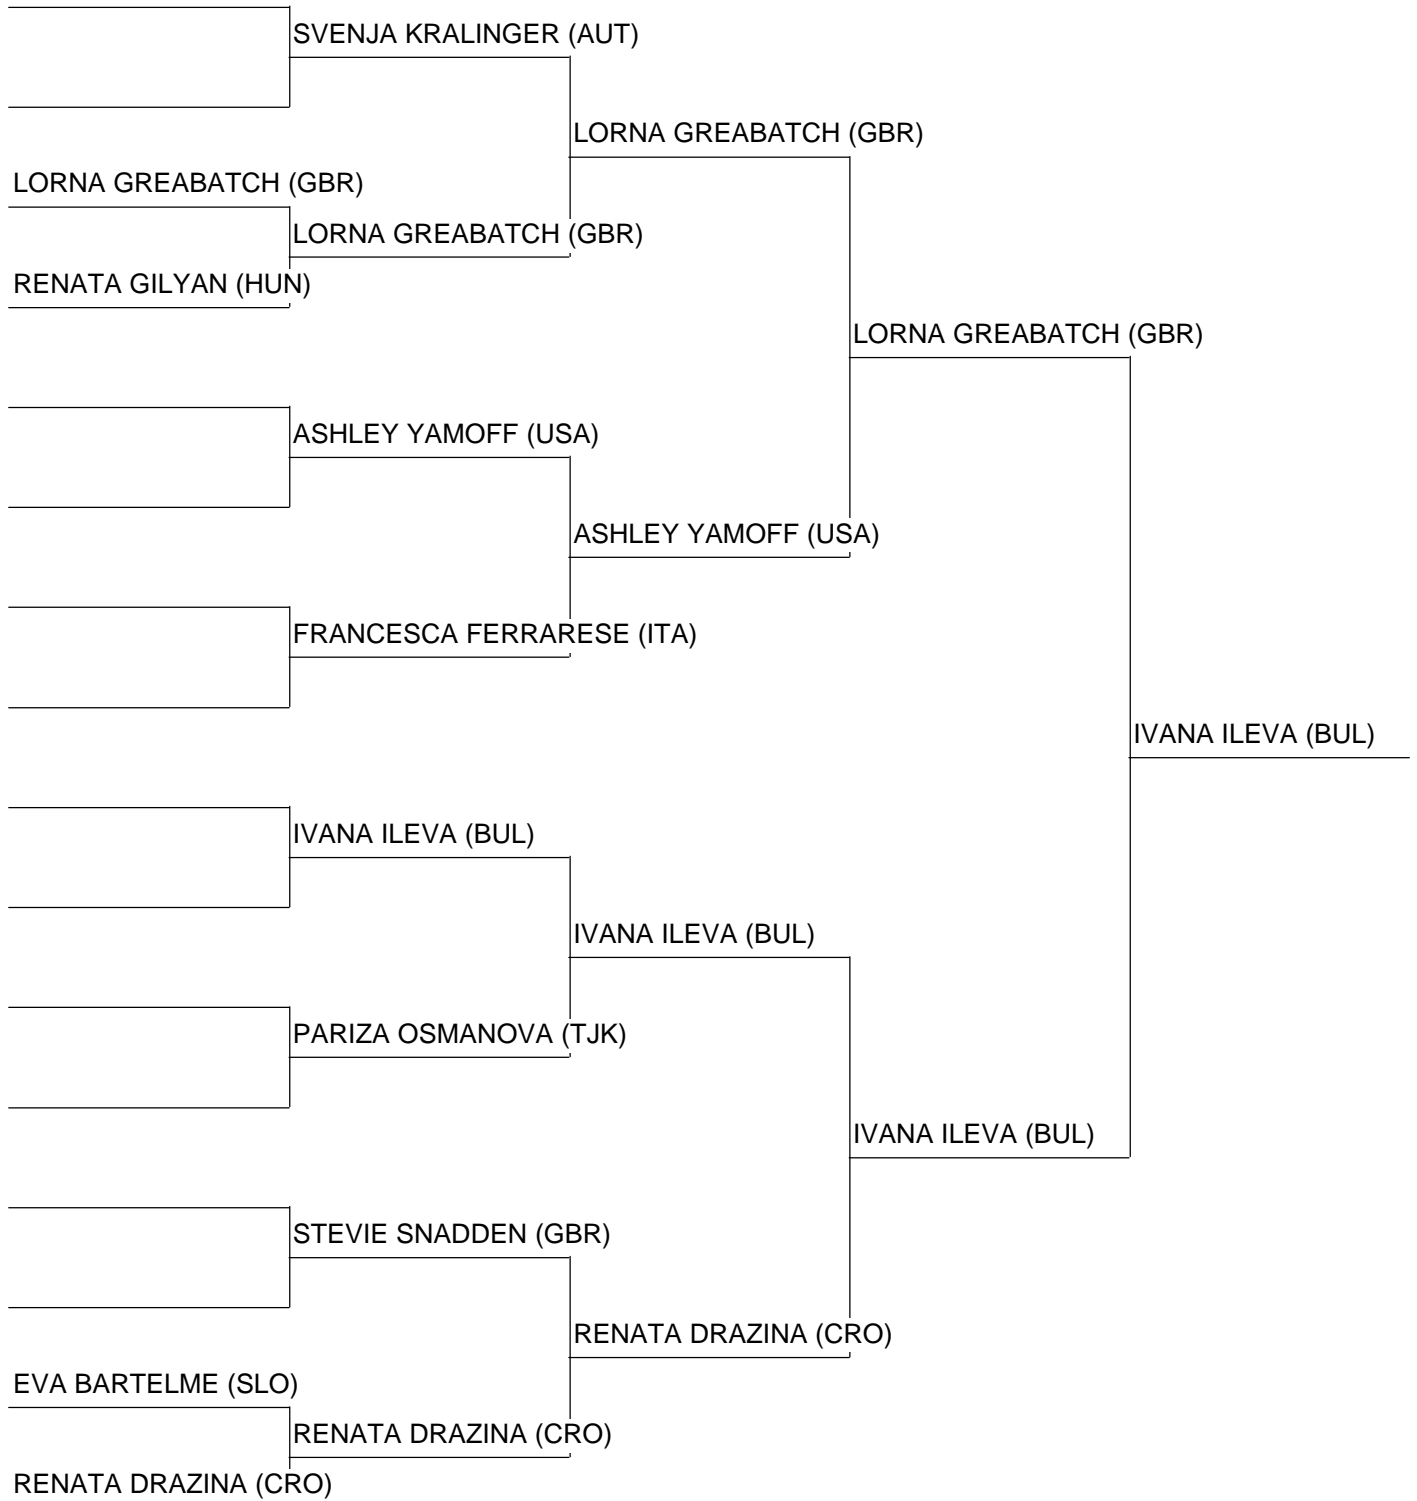 SVENJA KRALINGER (AUT)
LORNA GREABATCH (GBR)
LORNA GREABATCH (GBR)
LORNA GREABATCH (GBR)
RENATA GILYAN (HUN)
LORNA GREABATCH (GBR)
ASHLEY YAMOFF (USA)
ASHLEY YAMOFF (USA)
FRANCESCA FERRARESE (ITA)
IVANA ILEVA (BUL)
IVANA ILEVA (BUL)
IVANA ILEVA (BUL)
PARIZA OSMANOVA (TJK)
IVANA ILEVA (BUL)
STEVIE SNADDEN (GBR)
RENATA DRAZINA (CRO)
EVA BARTELME (SLO)
RENATA DRAZINA (CRO)
RENATA DRAZINA (CRO)